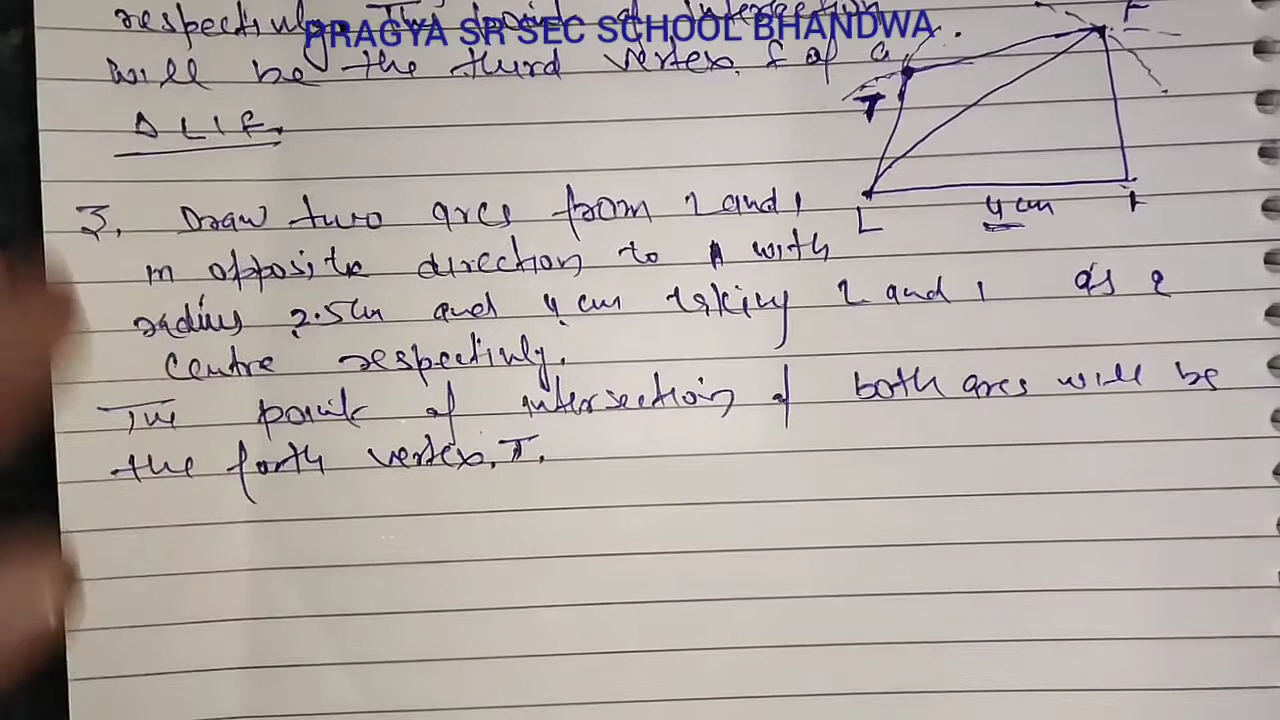 PRAGYA SR SEC SCHOOL BHANDWA
will be the third vertex f of a
Δ LIF.
3. Draw two arcs from L and I
in opposite direction to with
radius 2.5cm and 4 cm taking L and I as a
centre respectivly.
The point of intersection of both arcs will be
the forth vertex. T.
F
T
L
4 cm
I